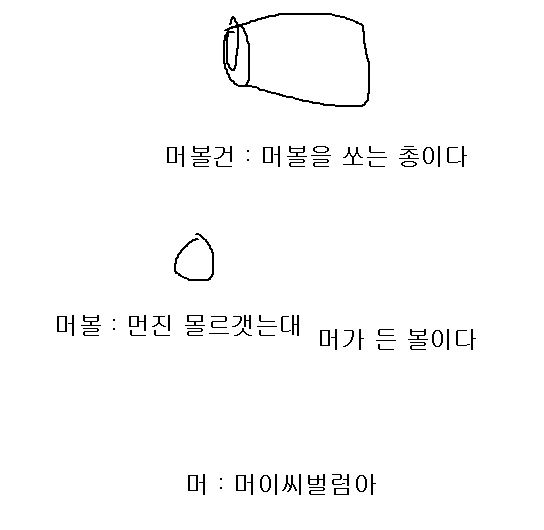 머볼건 : 머볼을 쏘는 총이다
머볼 : 먼진 몰르갯는대
머가 든 볼이다
머 : 머이씨벌럼아